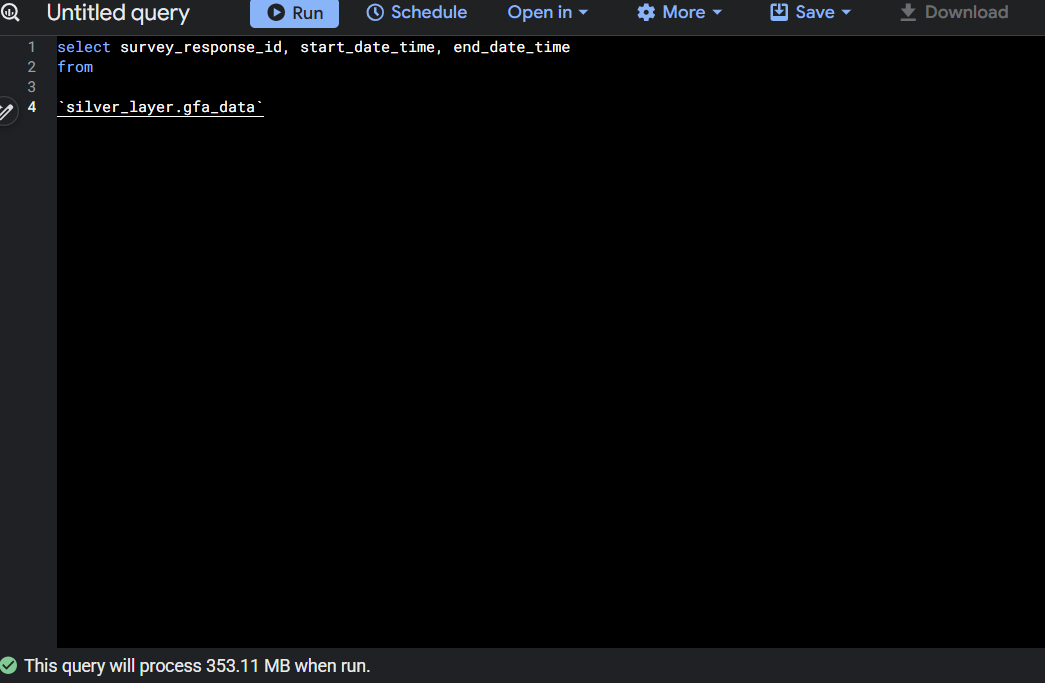 Untitled query Run Schedule Open in More Save Download
1 select survey_response_id, start_date_time, end_date_time
2 from
3
4 `silver_layer.gfa_data`
This query will process 353.11 MB when run.